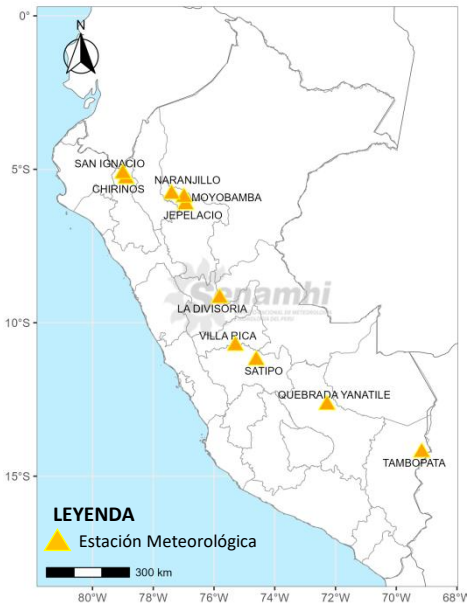 0°
N
5°S
SAN IGNACIO
CHIRINOS
NARANJILLO
MOYOBAMBA
JEPELACIO
Senamhi
10°S
LA DIVISORIA
VILLA RICA
SATIPO
QUEBRADA YANATILE
15°S
TAMBOPATA
LEYENDA
Estación Meteorológica
300 km
80°W 78°W 76°W 74°W 72°W 70°W 68°W